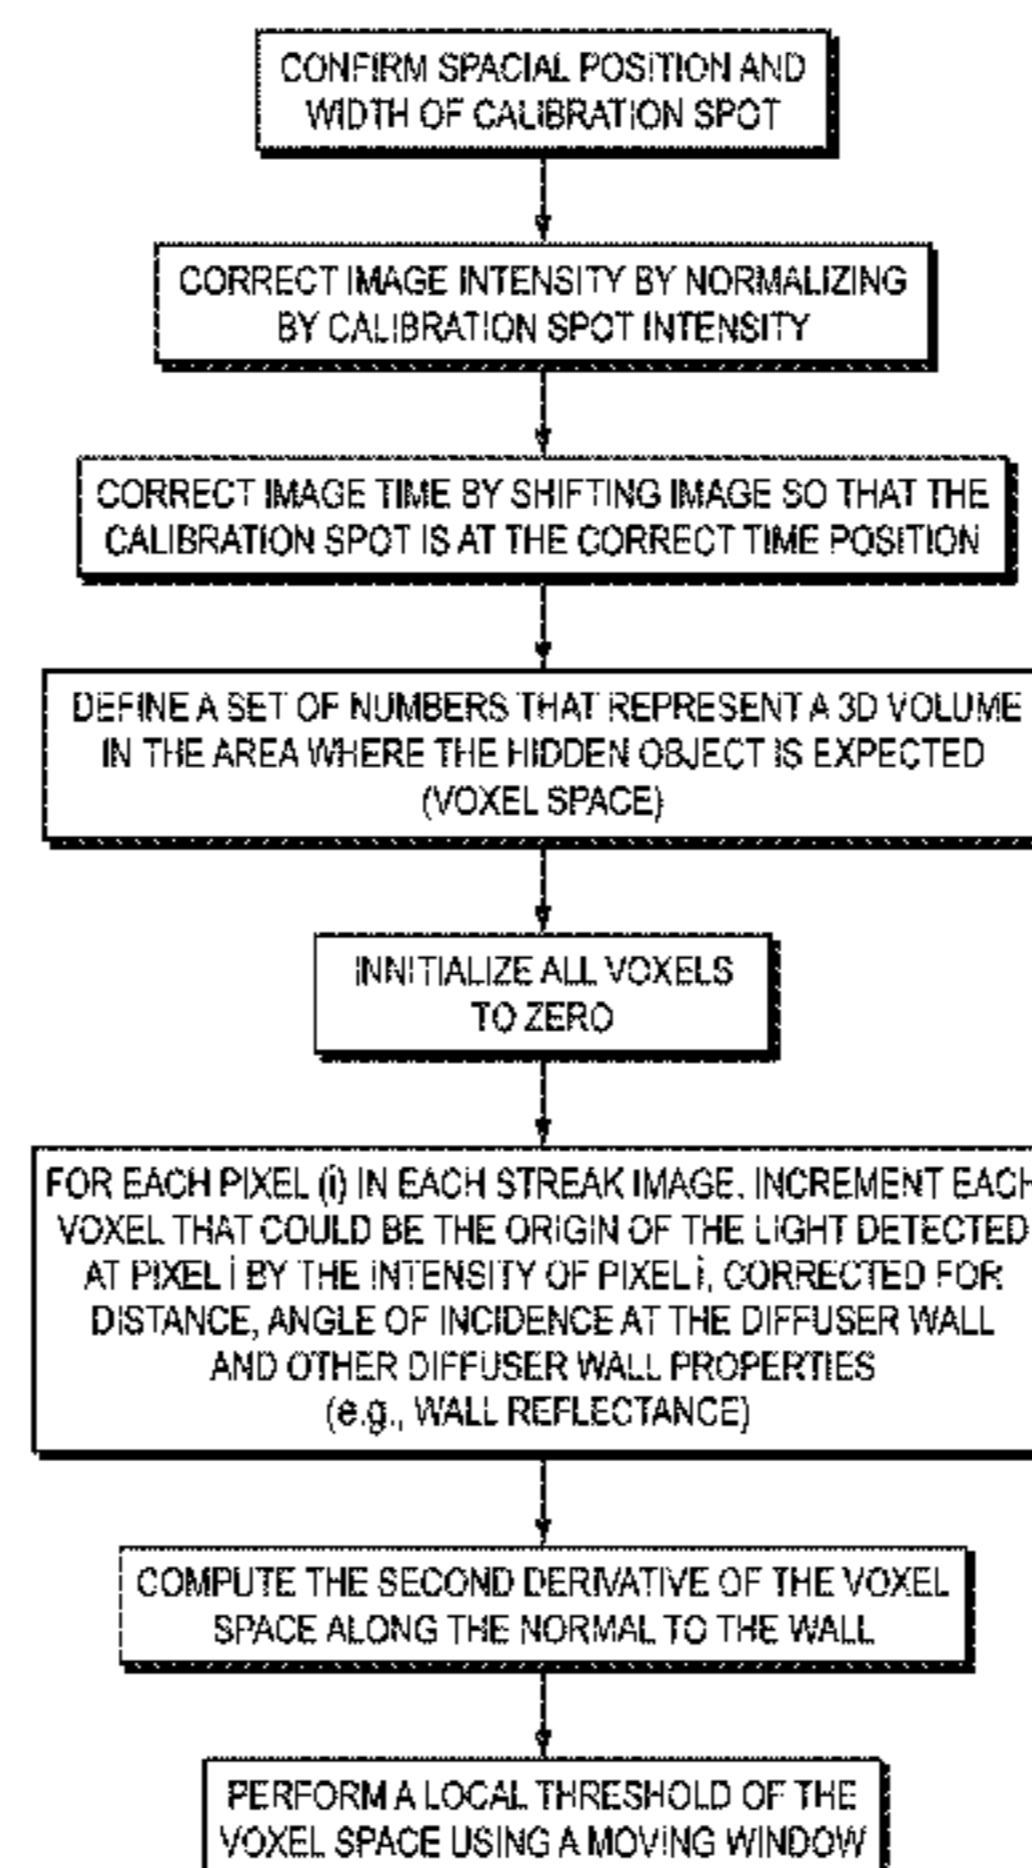 CONFIRM SPACIAL POSITION AND
WIDTH OF CALIBRATION SPOT
CORRECT IMAGE INTENSITY BY NORMALIZING
BY CALIBRATION SPOT INTENSITY
CORRECT IMAGE TIME BY SHIFTING IMAGE SO THAT THE
CALIBRATION SPOT IS AT THE CORRECT TIME POSITION
DEFINE A SET OF NUMBERS THAT REPRESENT A 3D VOLUME
IN THE AREA WHERE THE HIDDEN OBJECT IS EXPECTED
(VOXEL SPACE)
INNITIALIZE ALL VOXELS
TO ZERO
FOR EACH PIXEL (i) IN EACH STREAK IMAGE, INCREMENT EACH
VOXEL THAT COULD BE THE ORIGIN OF THE LIGHT DETECTED
AT PIXEL i BY THE INTENSITY OF PIXEL i, CORRECTED FOR
DISTANCE, ANGLE OF INCIDENCE AT THE DIFFUSER WALL
AND OTHER DIFFUSER WALL PROPERTIES
(e.g., WALL REFLECTANCE)
COMPUTE THE SECOND DERIVATIVE OF THE VOXEL
SPACE ALONG THE NORMAL TO THE WALL
PERFORM A LOCAL THRESHOLD OF THE
VOXEL SPACE USING A MOVING WINDOW